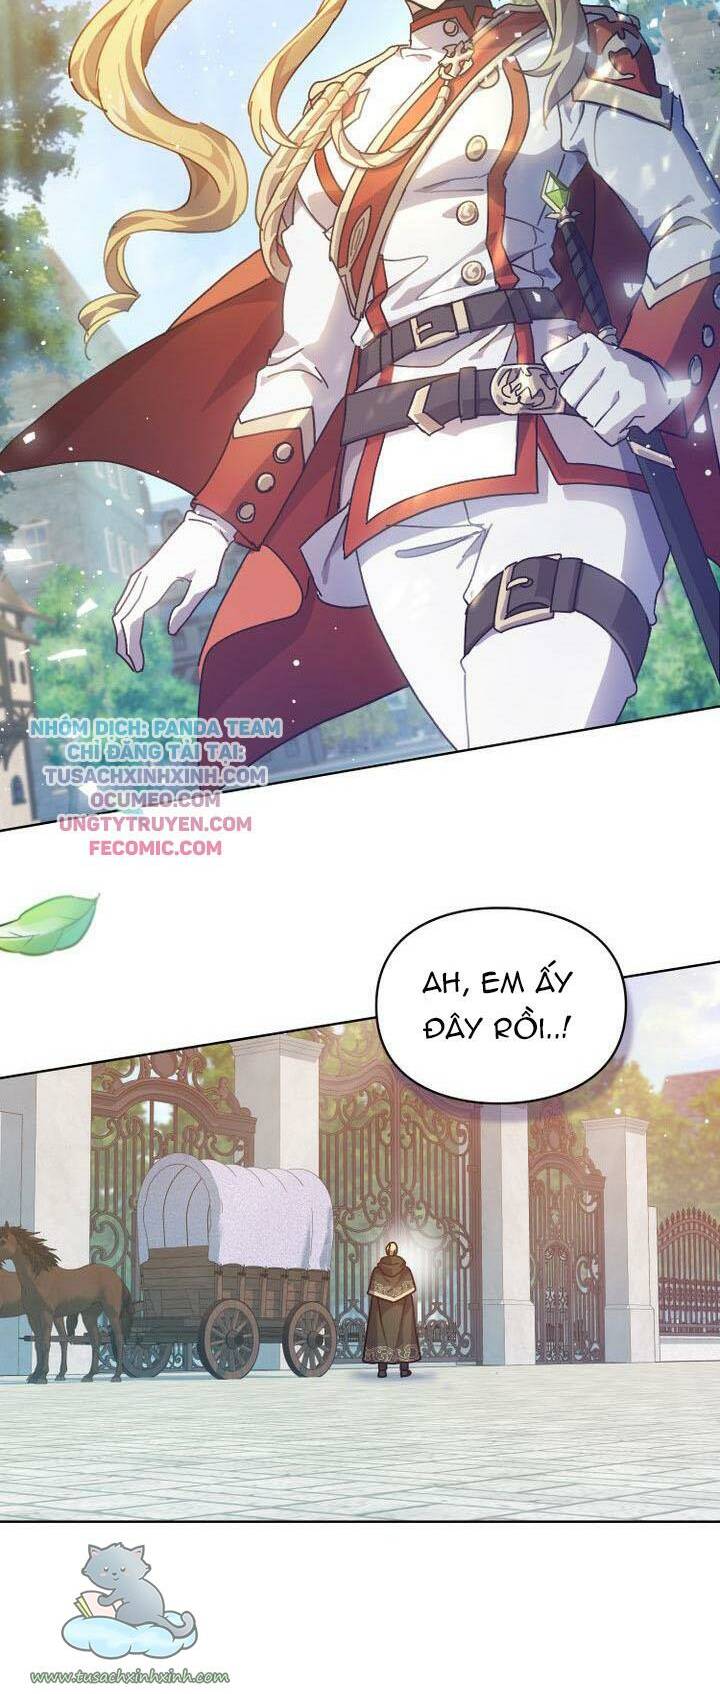 NHÓM DỊCH: PANDA TEAM
CHỈ ĐĂNG TẢI TẠI:
TUSACHXINHXINH.COM
OCUMEO.COM
UNGTYTRUYEN.COM
FECOMIC.COM
AH, EM ẤY
ĐÂY RỒI..!
www.tusachxinhxinh.com